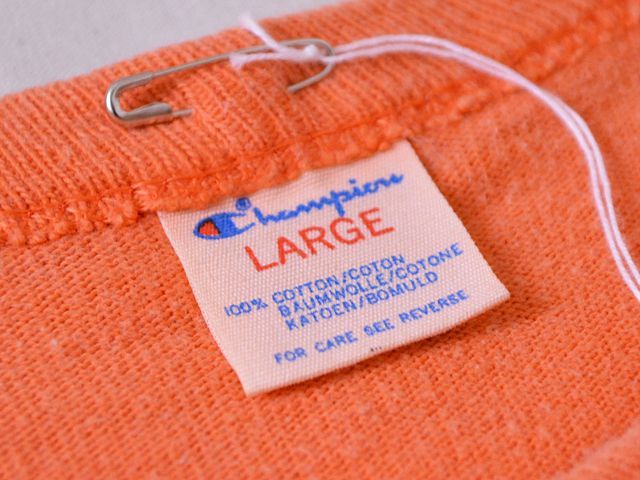 Champion
LARGE
100% COTTON/COTON
BAUMWOLLE/COTONE
KATOEN/BOMULD
FOR CARE SEE REVERSE